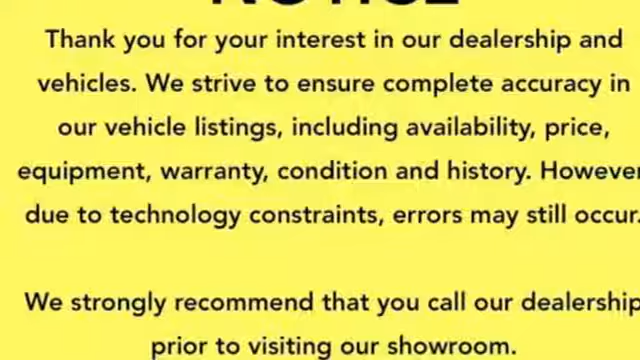 NOTICE
Thank you for your interest in our dealership and
vehicles. We strive to ensure complete accuracy in
our vehicle listings, including availability, price,
equipment, warranty, condition and history. However
due to technology constraints, errors may still occur.

We strongly recommend that you call our dealership
prior to visiting our showroom.